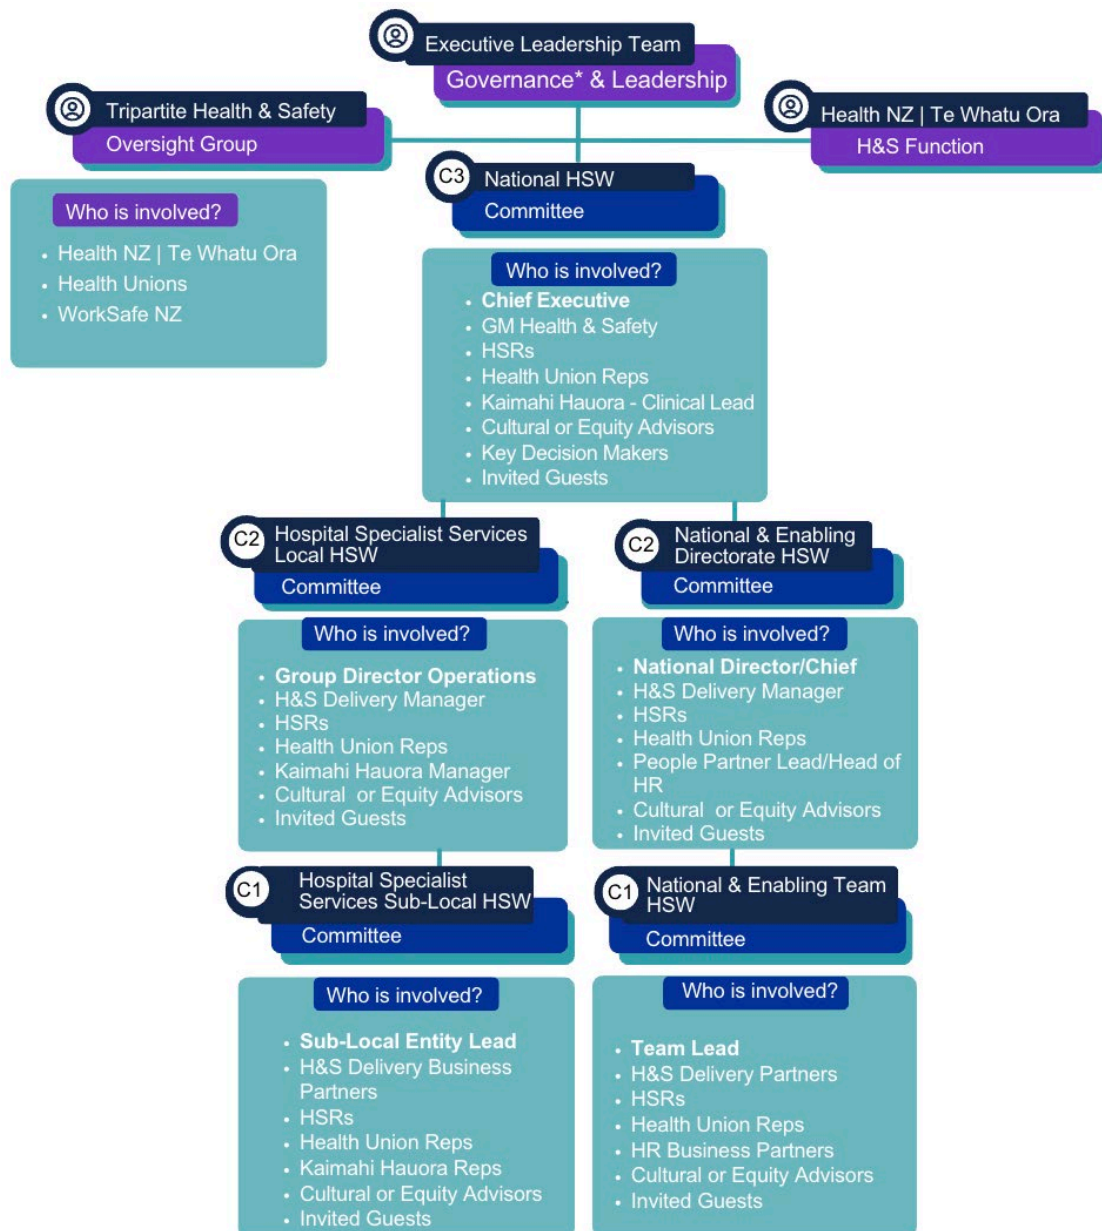 Executive Leadership Team
Governance* & Leadership
Tripartite Health & Safety
Oversight Group
Health NZ | Te Whatu Ora
H&S Function
Who is involved?
• Health NZ | Te Whatu Ora
• Health Unions
• WorkSafe NZ
C3
National HSW
Committee
Who is involved?
• Chief Executive
• GM Health & Safety
• HSRs
• Health Union Reps
• Kaimahi Hauora - Clinical Lead
• Cultural or Equity Advisors
• Key Decision Makers
• Invited Guests
C2
Hospital Specialist Services
Local HSW
Committee
Who is involved?
• Group Director Operations
• H&S Delivery Manager
• HSRs
• Health Union Reps
• Kaimahi Hauora Manager
• Cultural or Equity Advisors
• Invited Guests
C2
National & Enabling
Directorate HSW
Committee
Who is involved?
• National Director/Chief
• H&S Delivery Manager
• HSRs
• Health Union Reps
• People Partner Lead/Head of
HR
• Cultural or Equity Advisors
• Invited Guests
C1
Hospital Specialist
Services Sub-Local HSW
Committee
Who is involved?
• Sub-Local Entity Lead
• H&S Delivery Business
Partners
• HSRs
• Health Union Reps
• Kaimahi Hauora Reps
• Cultural or Equity Advisors
• Invited Guests
C1
National & Enabling Team
HSW
Committee
Who is involved?
• Team Lead
• H&S Delivery Partners
• HSRs
• Health Union Reps
• HR Business Partners
• Cultural or Equity Advisors
• Invited Guests